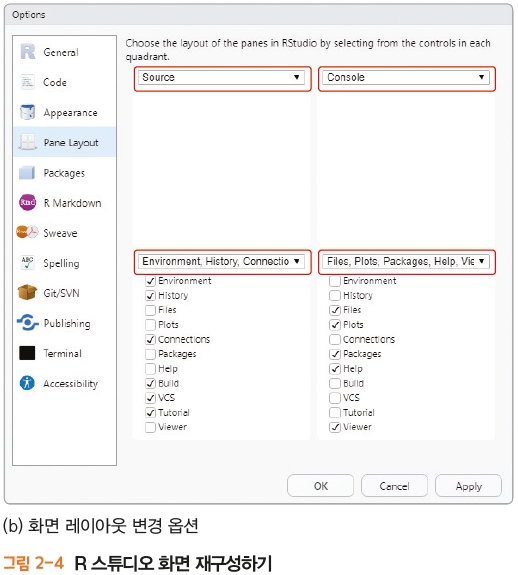 Options
General
Code
Appearance
Pane Layout
Packages
R Markdown
Sweave
Spelling
Git/SVN
Publishing
Terminal
Accessibility
Choose the layout of the panes in RStudio by selecting from the controls in each
quadrant.
Source
Console
Environment, History, Connectio
Environment
History
Files
Plots
Connections
Packages
Help
Build
VCS
Tutorial
Viewer
Files, Plots, Packages, Help, Vie
Environment
History
Files
Plots
Connections
Packages
Help
Build
VCS
Tutorial
Viewer
OK
Cancel
Apply
(b) 화면 레이아웃 변경 옵션
그림 2-4 R 스튜디오 화면 재구성하기